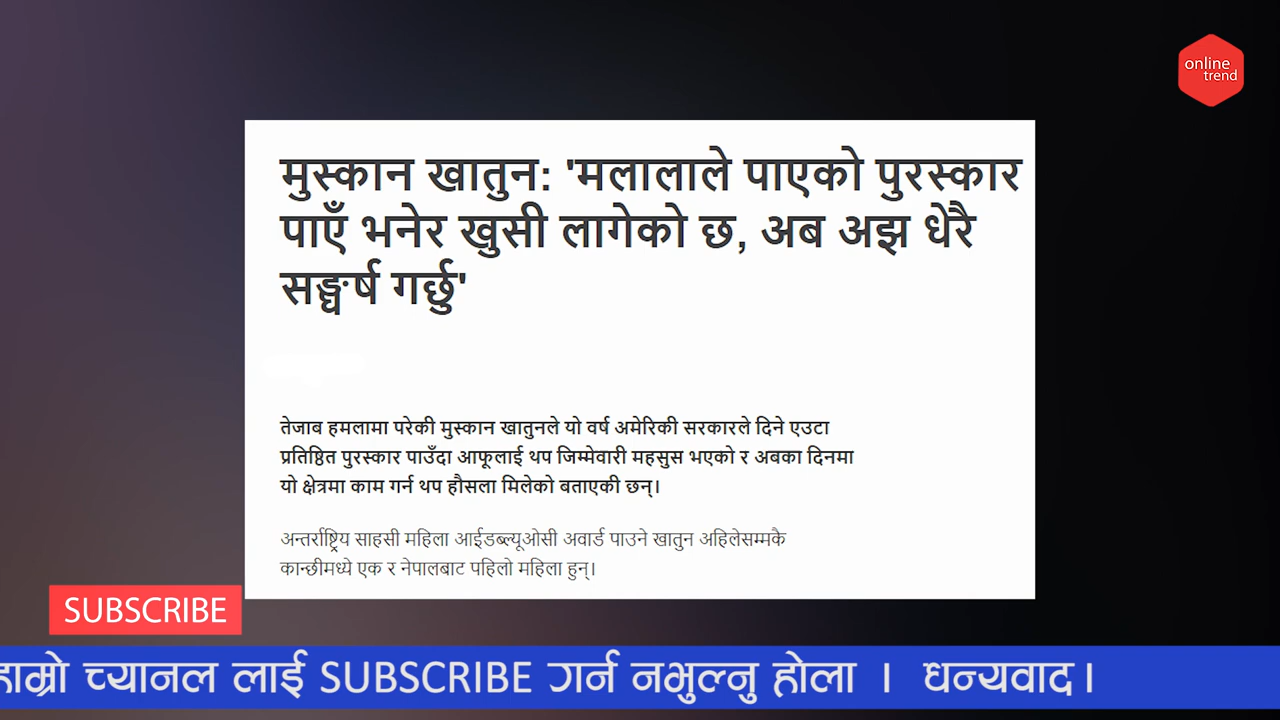 online
trend
मुस्कान खातुन: 'मलालाले पाएको पुरस्कार
पाएँ भनेर खुसी लागेको छ, अब अझ धेरै
सङ्घर्ष गर्छु'
तेजाब हमलामा परेकी मुस्कान खातुनले यो वर्ष अमेरिकी सरकारले दिने एउटा
प्रतिष्ठित पुरस्कार पाउँदा आफूलाई थप जिम्मेवारी महसुस भएको र अबका दिनमा
यो क्षेत्रमा काम गर्न थप हौसला मिलेको बताएकी छन्।
अन्तर्राष्ट्रिय साहसी महिला आईडब्ल्यूओसी अवार्ड पाउने खातुन अहिलेसम्मकै
कान्छीमध्ये एक र नेपालबाट पहिलो महिला हुन्।
SUBSCRIBE
हाम्रो च्यानल लाई SUBSCRIBE गर्न नभुल्नु होला । धन्यवाद।